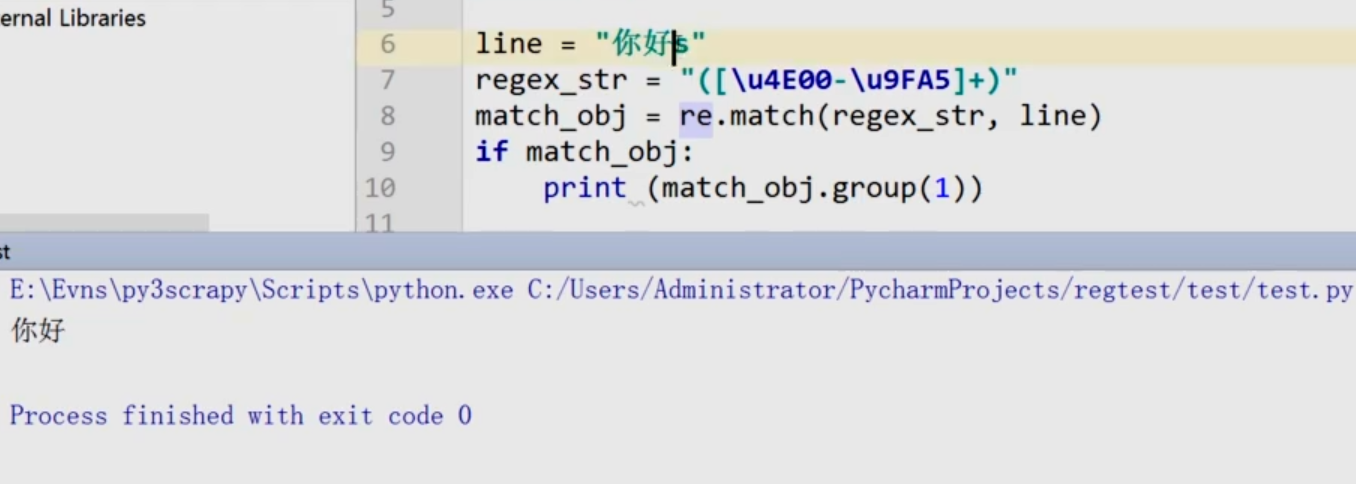 ernal Libraries
5
6 line = "你好s"
7 regex_str = "([\u4E00-\u9FA5]+)"
8 match_obj = re.match(regex_str, line)
9 if match_obj:
10 print (match_obj.group(1))
11
st
E:\Evns\py3scrapy\Scripts\python.exe C:/Users/Administrator/PycharmProjects/regtest/test/test.py
你好
Process finished with exit code 0